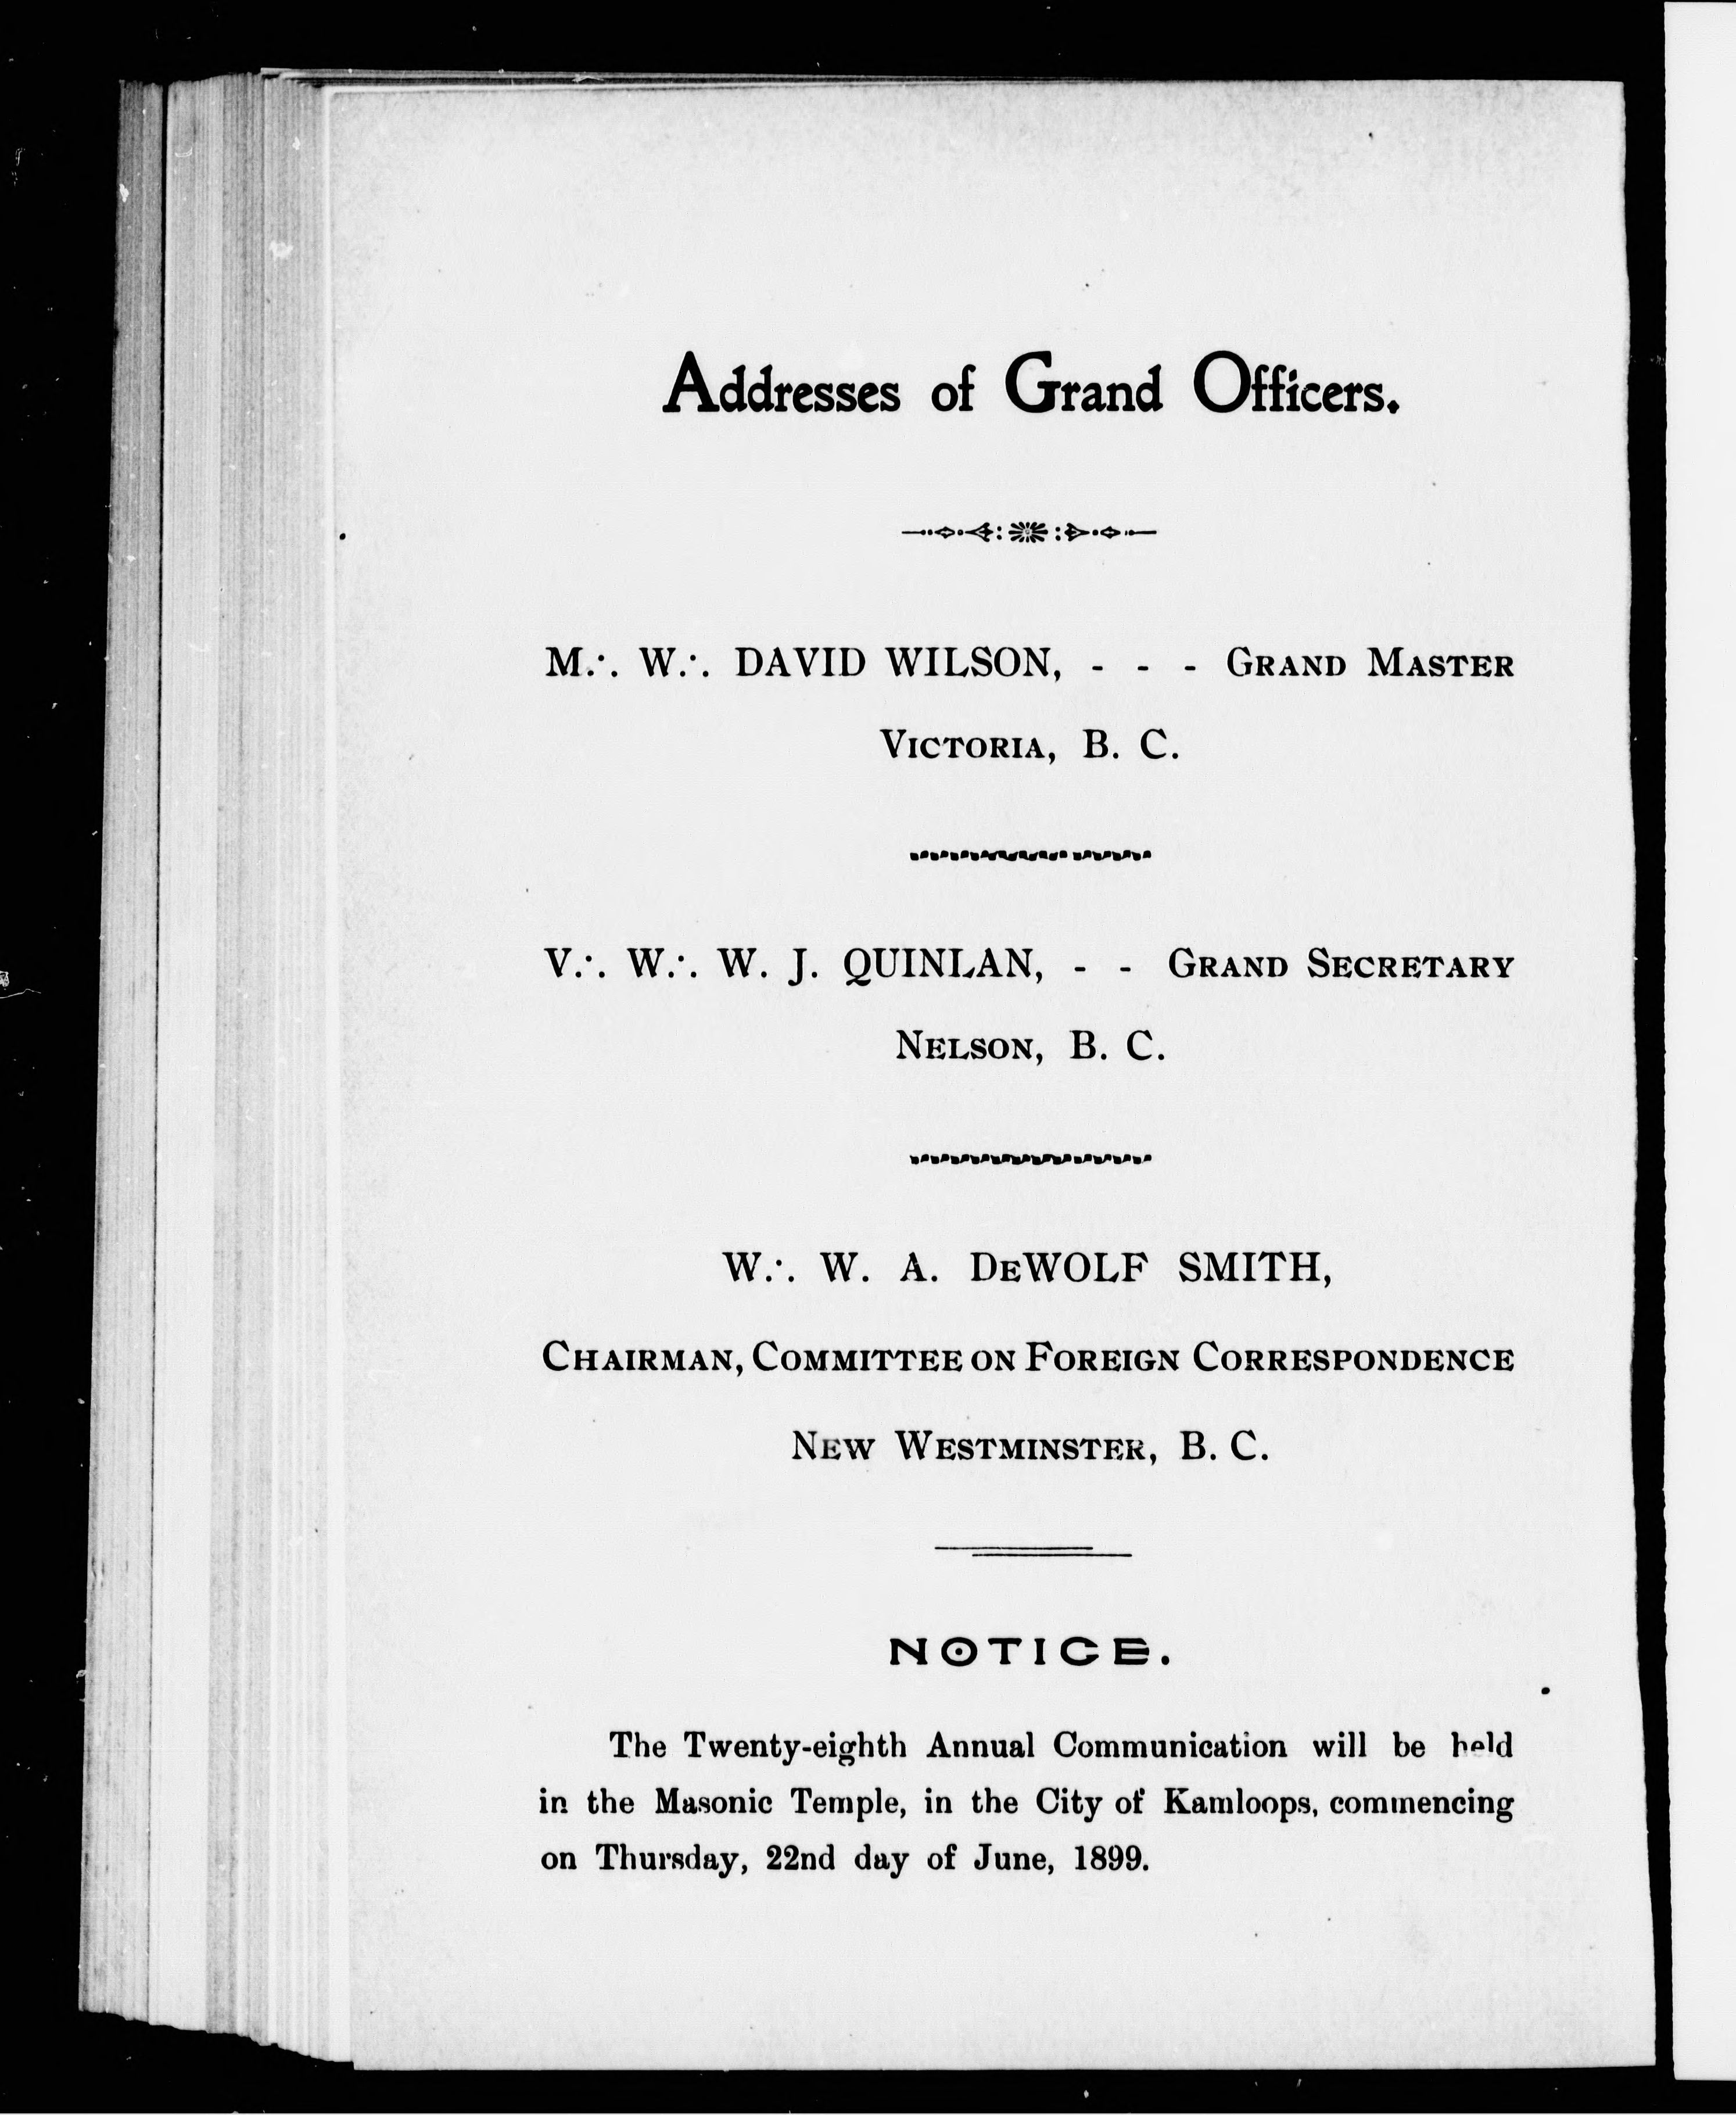 Addresses of Grand Officers.
M∴ W∴ DAVID WILSON, - - - GRAND MASTER
VICTORIA, B. C.
V∴ W∴ W. J. QUINLAN, - - GRAND SECRETARY
NELSON, B. C.
W∴ W. A. DEWOLF SMITH,
CHAIRMAN, COMMITTEE ON FOREIGN CORRESPONDENCE
NEW WESTMINSTER, B. C.
NOTICE.
The Twenty-eighth Annual Communication will be held
in the Masonic Temple, in the City of Kamloops, commencing
on Thursday, 22nd day of June, 1899.